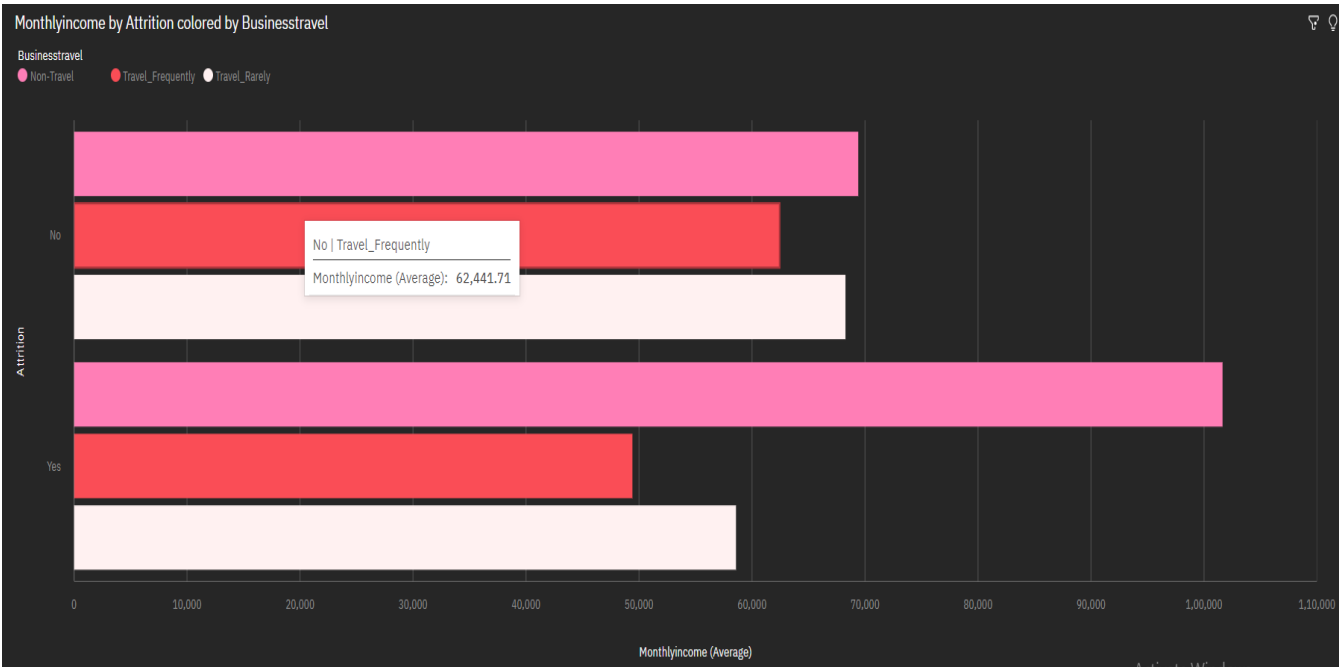 Monthlyincome by Attrition colored by Businesstravel
Businesstravel
Non-Travel Travel_Frequently Travel_Rarely
No
No | Travel_Frequently
Monthlyincome (Average): 62,441.71
Attrition
Yes
0 10,000 20,000 30,000 40,000 50,000 60,000 70,000 80,000 90,000 1,00,000 1,10,000
Monthlyincome (Average)